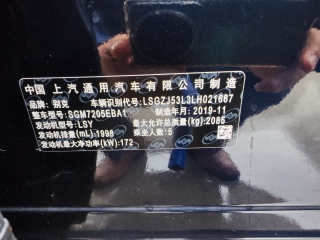 中国 上汽通用汽车有限公司制造
品牌: 别克 车辆识别代号: LSGZJ53L3LH021687
整车型号: SGM7205EBA1 制造年月: 2019-11
发动机型号: LSY 最大允许总质量(kg): 2085
发动机排量(mL): 1998 乘坐人数: 5
发动机最大净功率(kW): 172